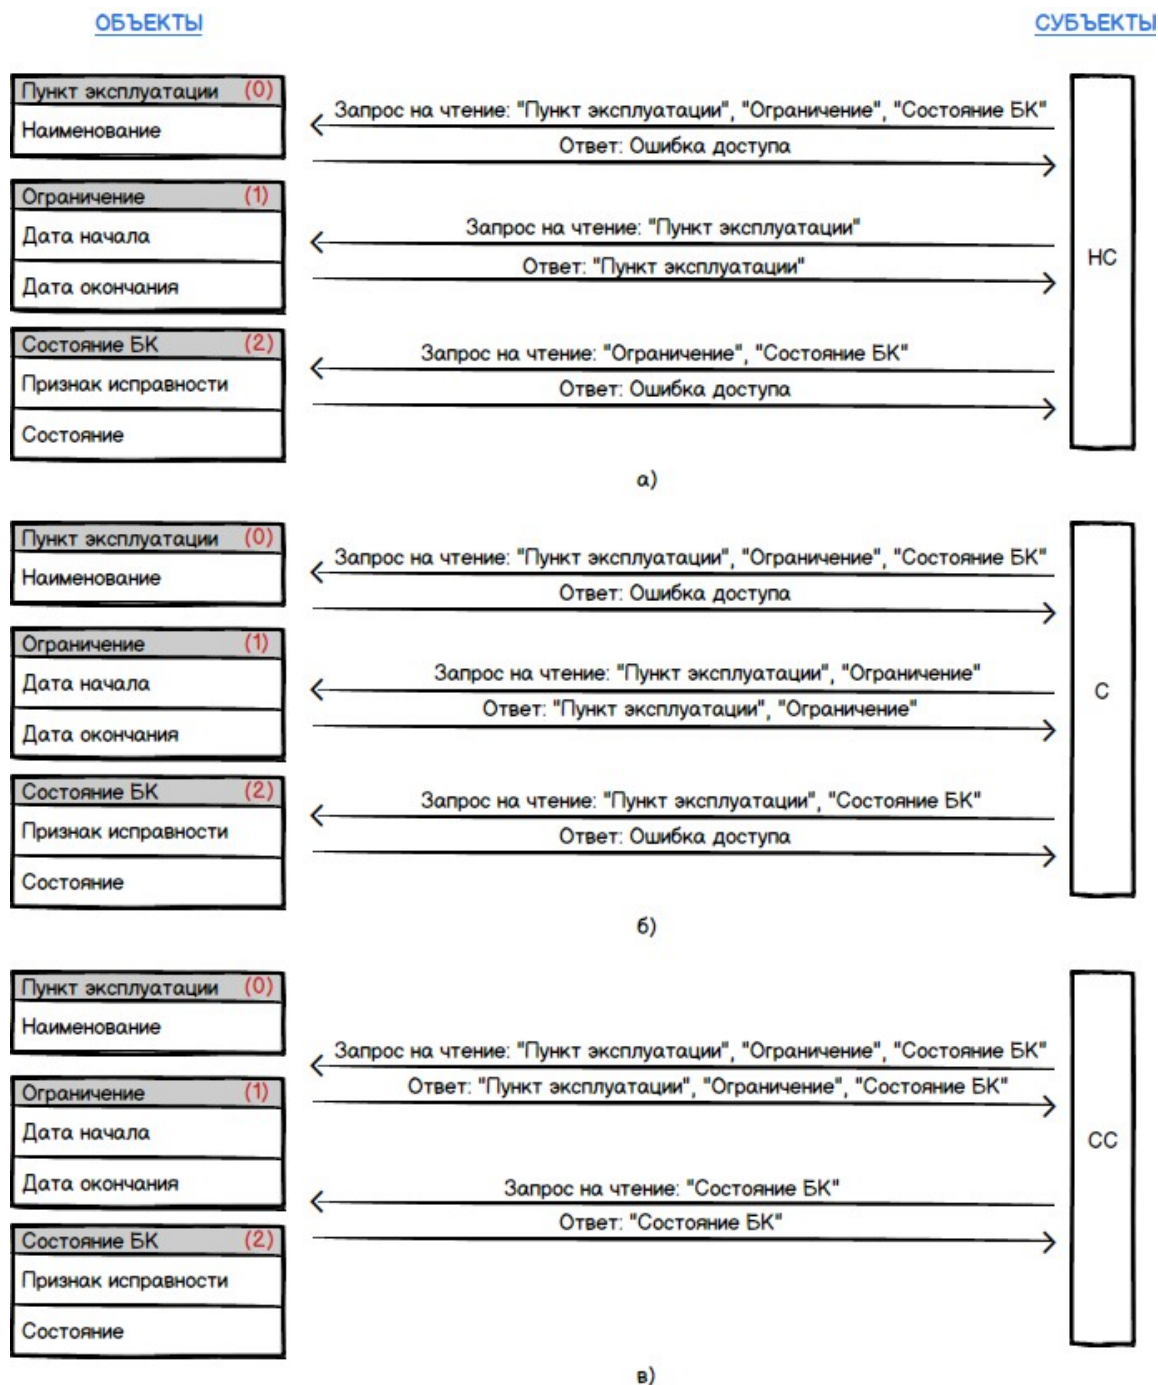 ОБЪЕКТЫ
СУБЪЕКТЫ
Пункт эксплуатации (0)
Наименование
Ограничение (1)
Дата начала
Дата окончания
Состояние БК (2)
Признак исправности
Состояние
Запрос на чтение: "Пункт эксплуатации", "Ограничение", "Состояние БК"
Ответ: Ошибка доступа
Запрос на чтение: "Пункт эксплуатации"
Ответ: "Пункт эксплуатации"
Запрос на чтение: "Ограничение", "Состояние БК"
Ответ: Ошибка доступа
НС
а)
Пункт эксплуатации (0)
Наименование
Ограничение (1)
Дата начала
Дата окончания
Состояние БК (2)
Признак исправности
Состояние
Запрос на чтение: "Пункт эксплуатации", "Ограничение", "Состояние БК"
Ответ: Ошибка доступа
Запрос на чтение: "Пункт эксплуатации", "Ограничение"
Ответ: "Пункт эксплуатации", "Ограничение"
Запрос на чтение: "Пункт эксплуатации", "Состояние БК"
Ответ: Ошибка доступа
С
б)
Пункт эксплуатации (0)
Наименование
Ограничение (1)
Дата начала
Дата окончания
Состояние БК (2)
Признак исправности
Состояние
Запрос на чтение: "Пункт эксплуатации", "Ограничение", "Состояние БК"
Ответ: "Пункт эксплуатации", "Ограничение", "Состояние БК"
Запрос на чтение: "Состояние БК"
Ответ: "Состояние БК"
СС
в)